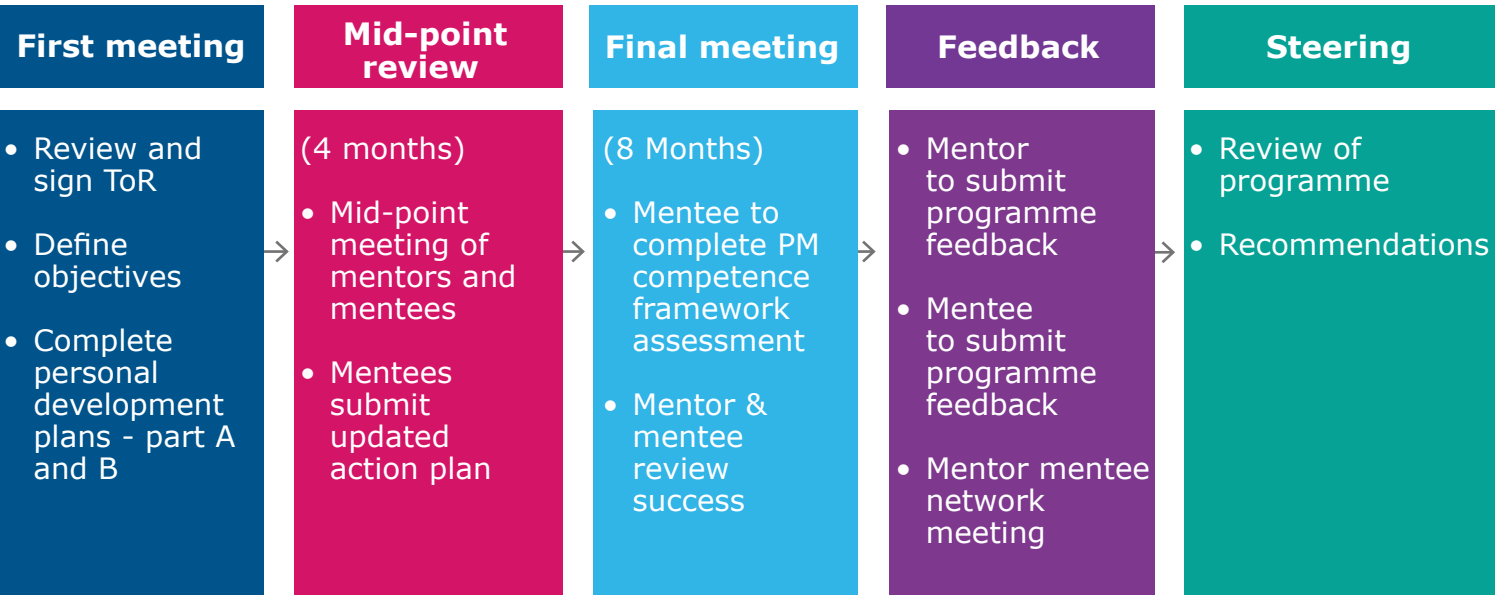 First meeting
• Review and
sign ToR
• Define
objectives
• Complete
personal
development
plans - part A
and B
Mid-point
review
(4 months)
• Mid-point
meeting of
mentors and
mentees
• Mentees
submit
updated
action plan
Final meeting
(8 Months)
• Mentee to
complete PM
competence
framework
assessment
• Mentor &
mentee
review
success
Feedback
• Mentor
to submit
programme
feedback
• Mentee
to submit
programme
feedback
• Mentor mentee
network
meeting
Steering
• Review of
programme
• Recommendations